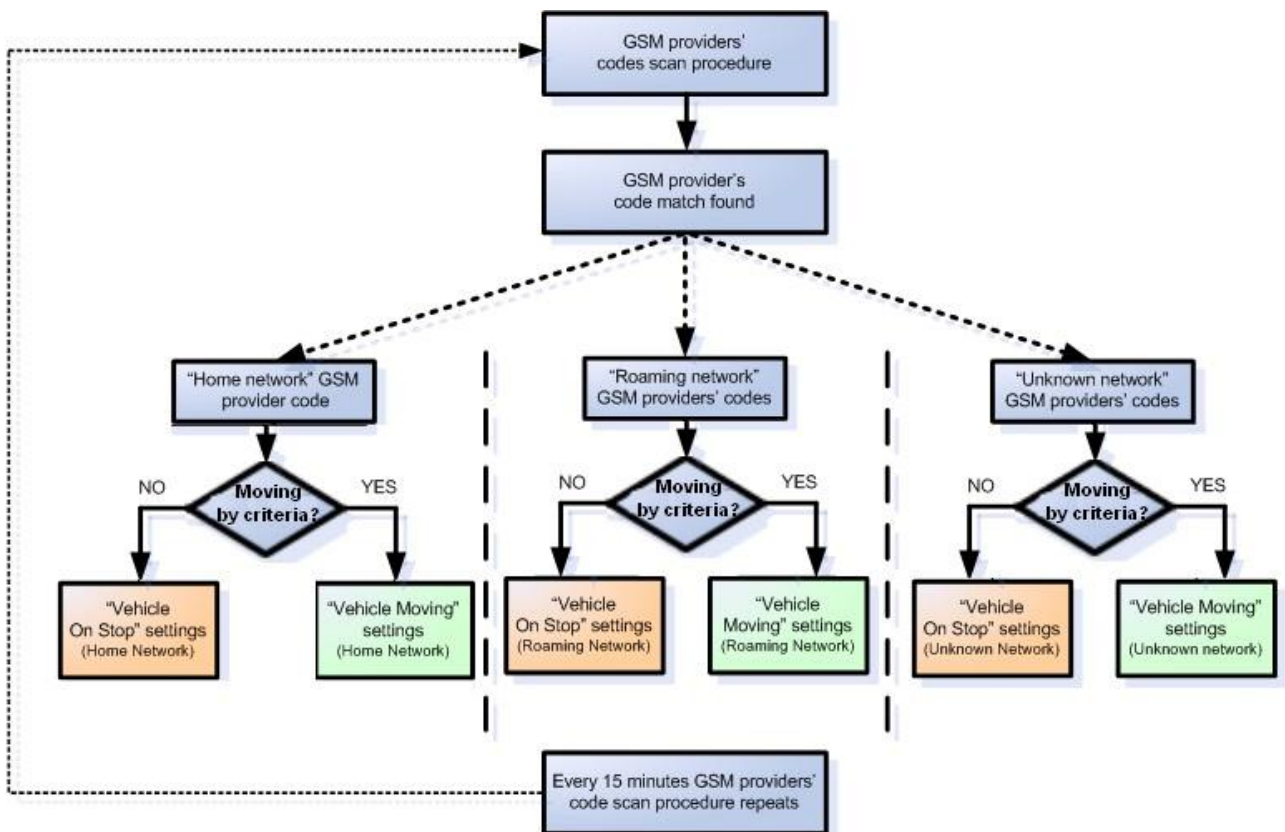 GSM providers'
codes scan procedure
GSM provider's
code match found
“Home network” GSM
provider code
“Roaming network”
GSM providers' codes
“Unknown network”
GSM providers' codes
NO
Moving
by criteria?
YES
NO
Moving
by criteria?
YES
NO
Moving
by criteria?
YES
“Vehicle
On Stop” settings
(Home Network)
“Vehicle Moving”
settings
(Home Network)
“Vehicle
On Stop” settings
(Roaming Network)
“Vehicle
Moving” settings
(Roaming Network)
“Vehicle
On Stop” settings
(Unknown Network)
“Vehicle Moving”
settings
(Unknown network)
Every 15 minutes GSM providers'
code scan procedure repeats